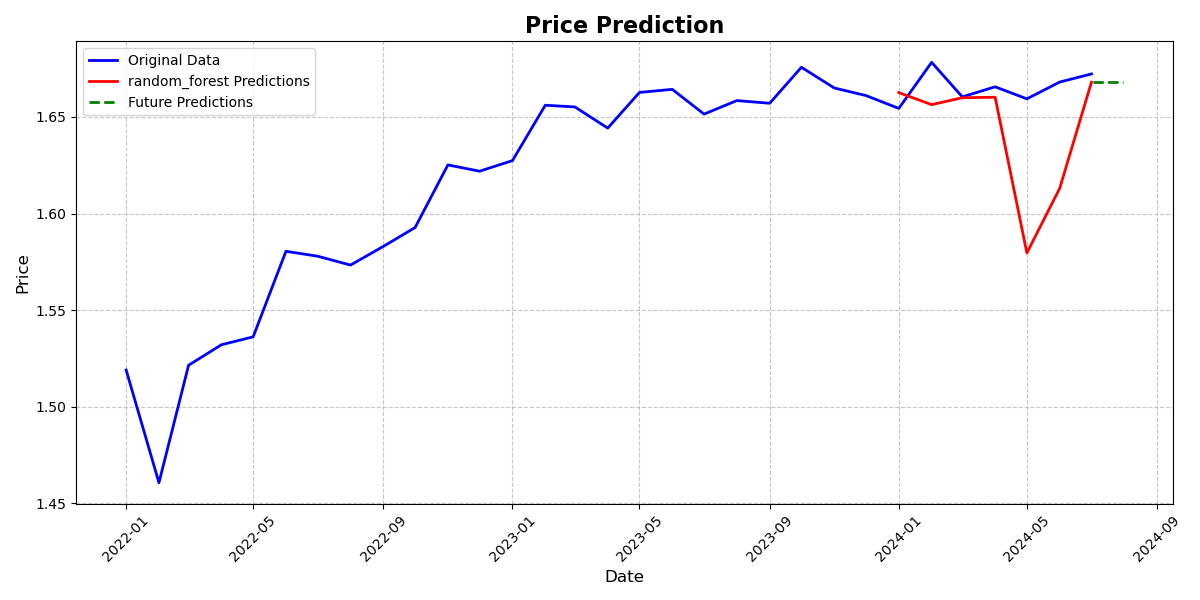 Price Prediction
Original Data
random_forest Predictions
Future Predictions
Price
1.65
1.60
1.55
1.50
1.45
2022-01
2022-05
2022-09
2023-01
2023-05
2023-09
2024-01
2024-05
2024-09
Date